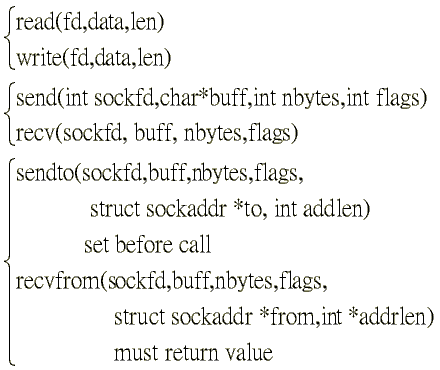 read(fd,data,len)
write(fd,data,len)
send(int sockfd,char*buff,int nbytes,int flags)
recv(sockfd, buff, nbytes,flags)
sendto(sockfd,buff,nbytes,flags,
struct sockaddr *to, int addlen)
set before call
recvfrom(sockfd,buff,nbytes,flags,
struct sockaddr *from,int *addrlen)
must return value